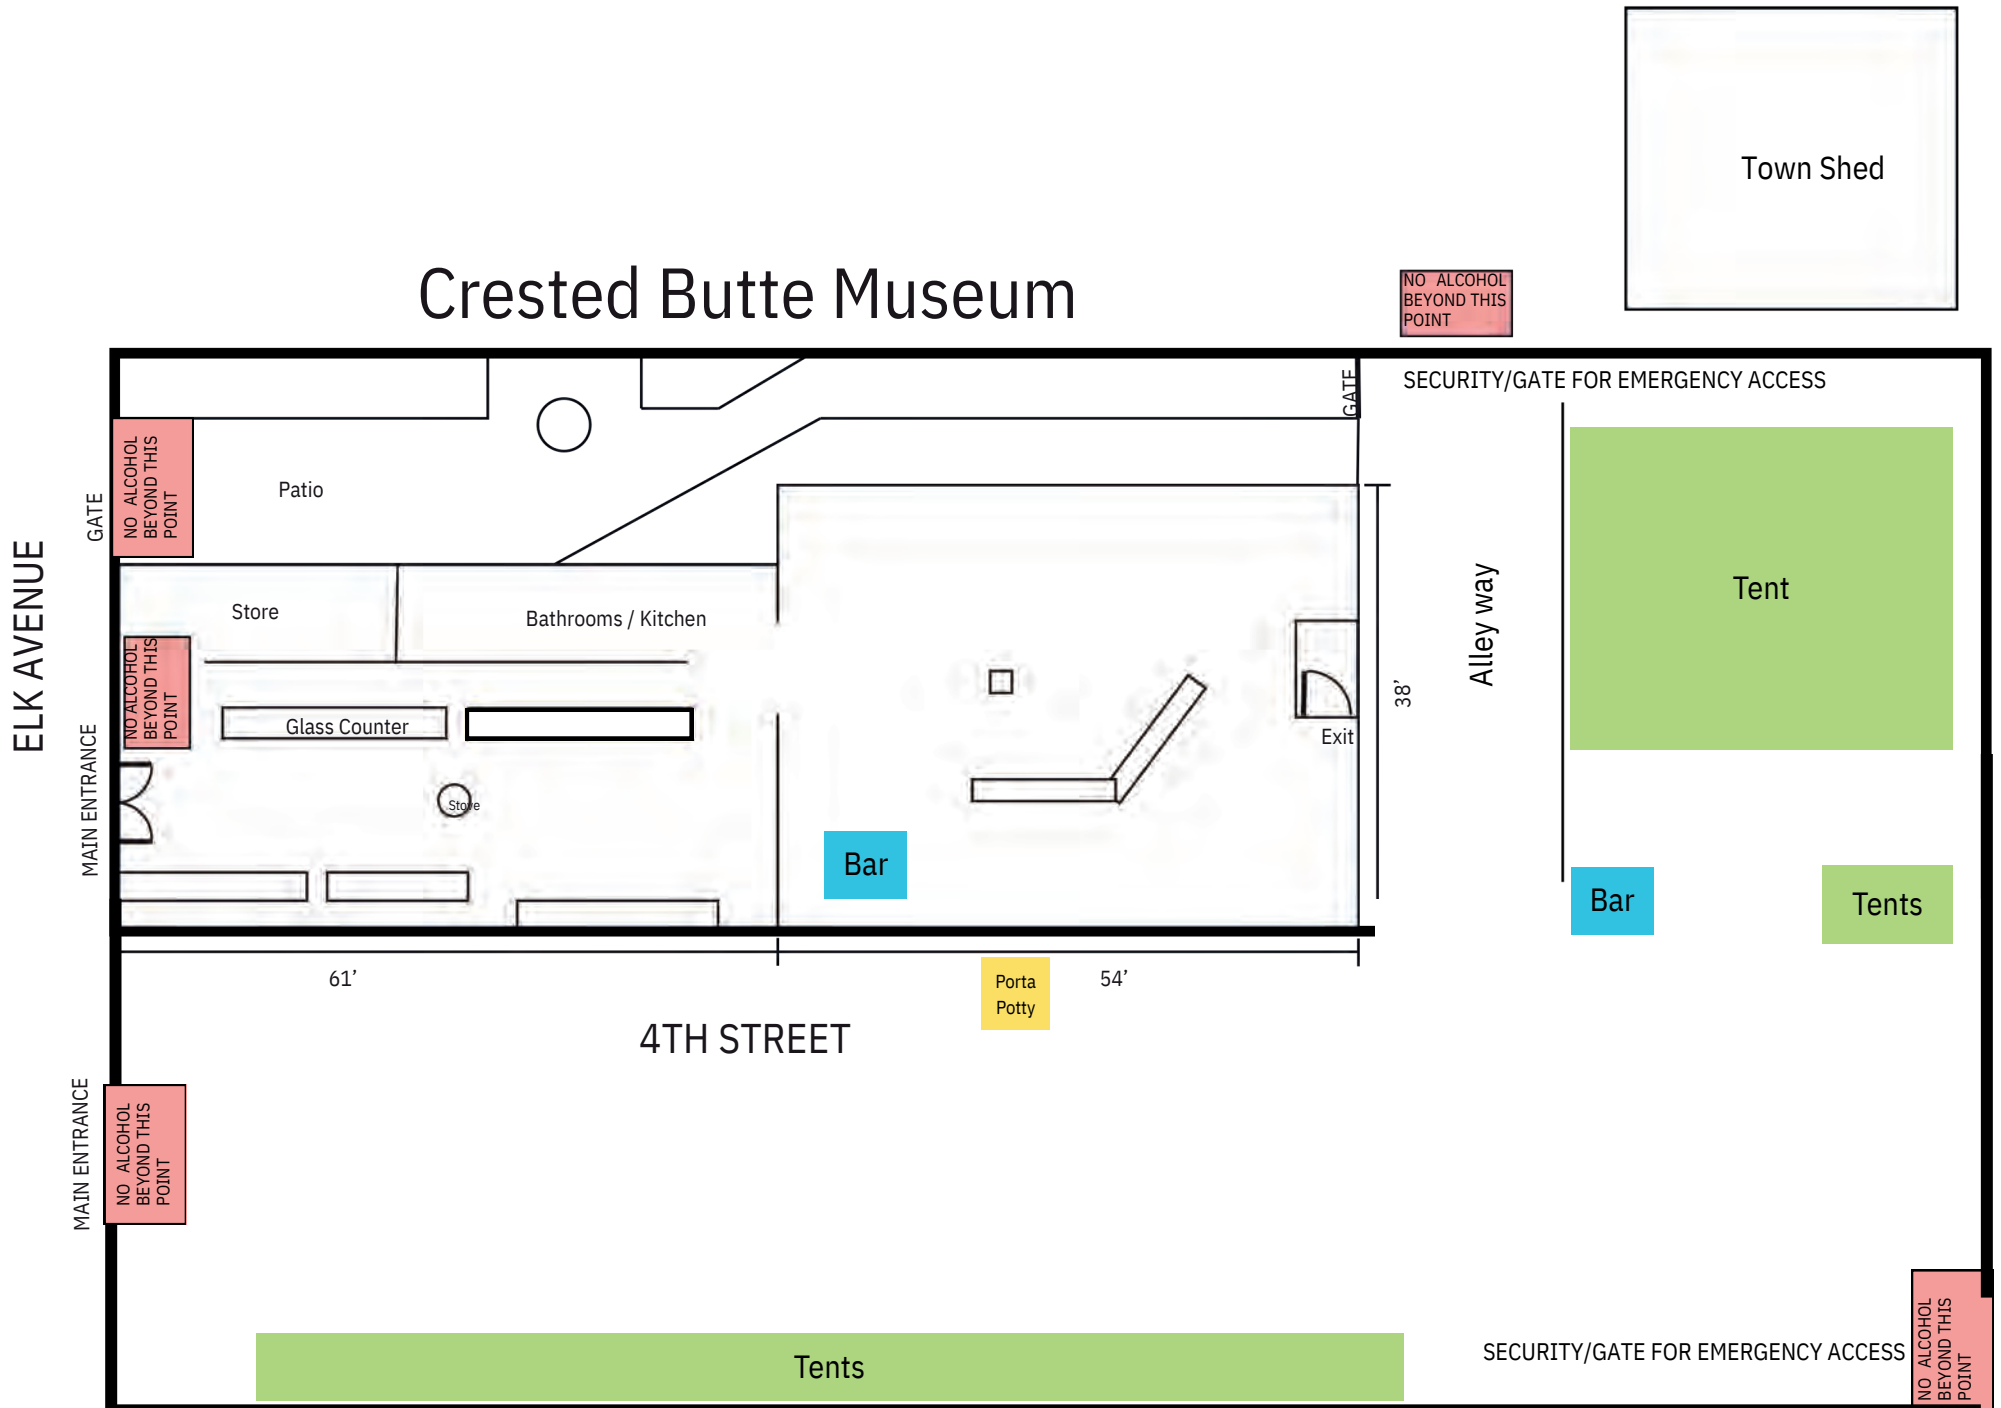 Town Shed
Crested Butte Museum
NO ALCOHOL
BEYOND THIS
POINT
GATE
SECURITY/GATE FOR EMERGENCY ACCESS
NO ALCOHOL
BEYOND THIS
POINT
GATE
Patio
ELK AVENUE
Store
Bathrooms / Kitchen
Alley way
Tent
NO ALCOHOL
BEYOND THIS
POINT
Glass Counter
38’
Exit
MAIN ENTRANCE
Stove
Bar
Bar
Tents
61’
Porta
Potty
54’
4TH STREET
MAIN ENTRANCE
NO ALCOHOL
BEYOND THIS
POINT
SECURITY/GATE FOR EMERGENCY ACCESS
NO ALCOHOL
BEYOND THIS
POINT
Tents